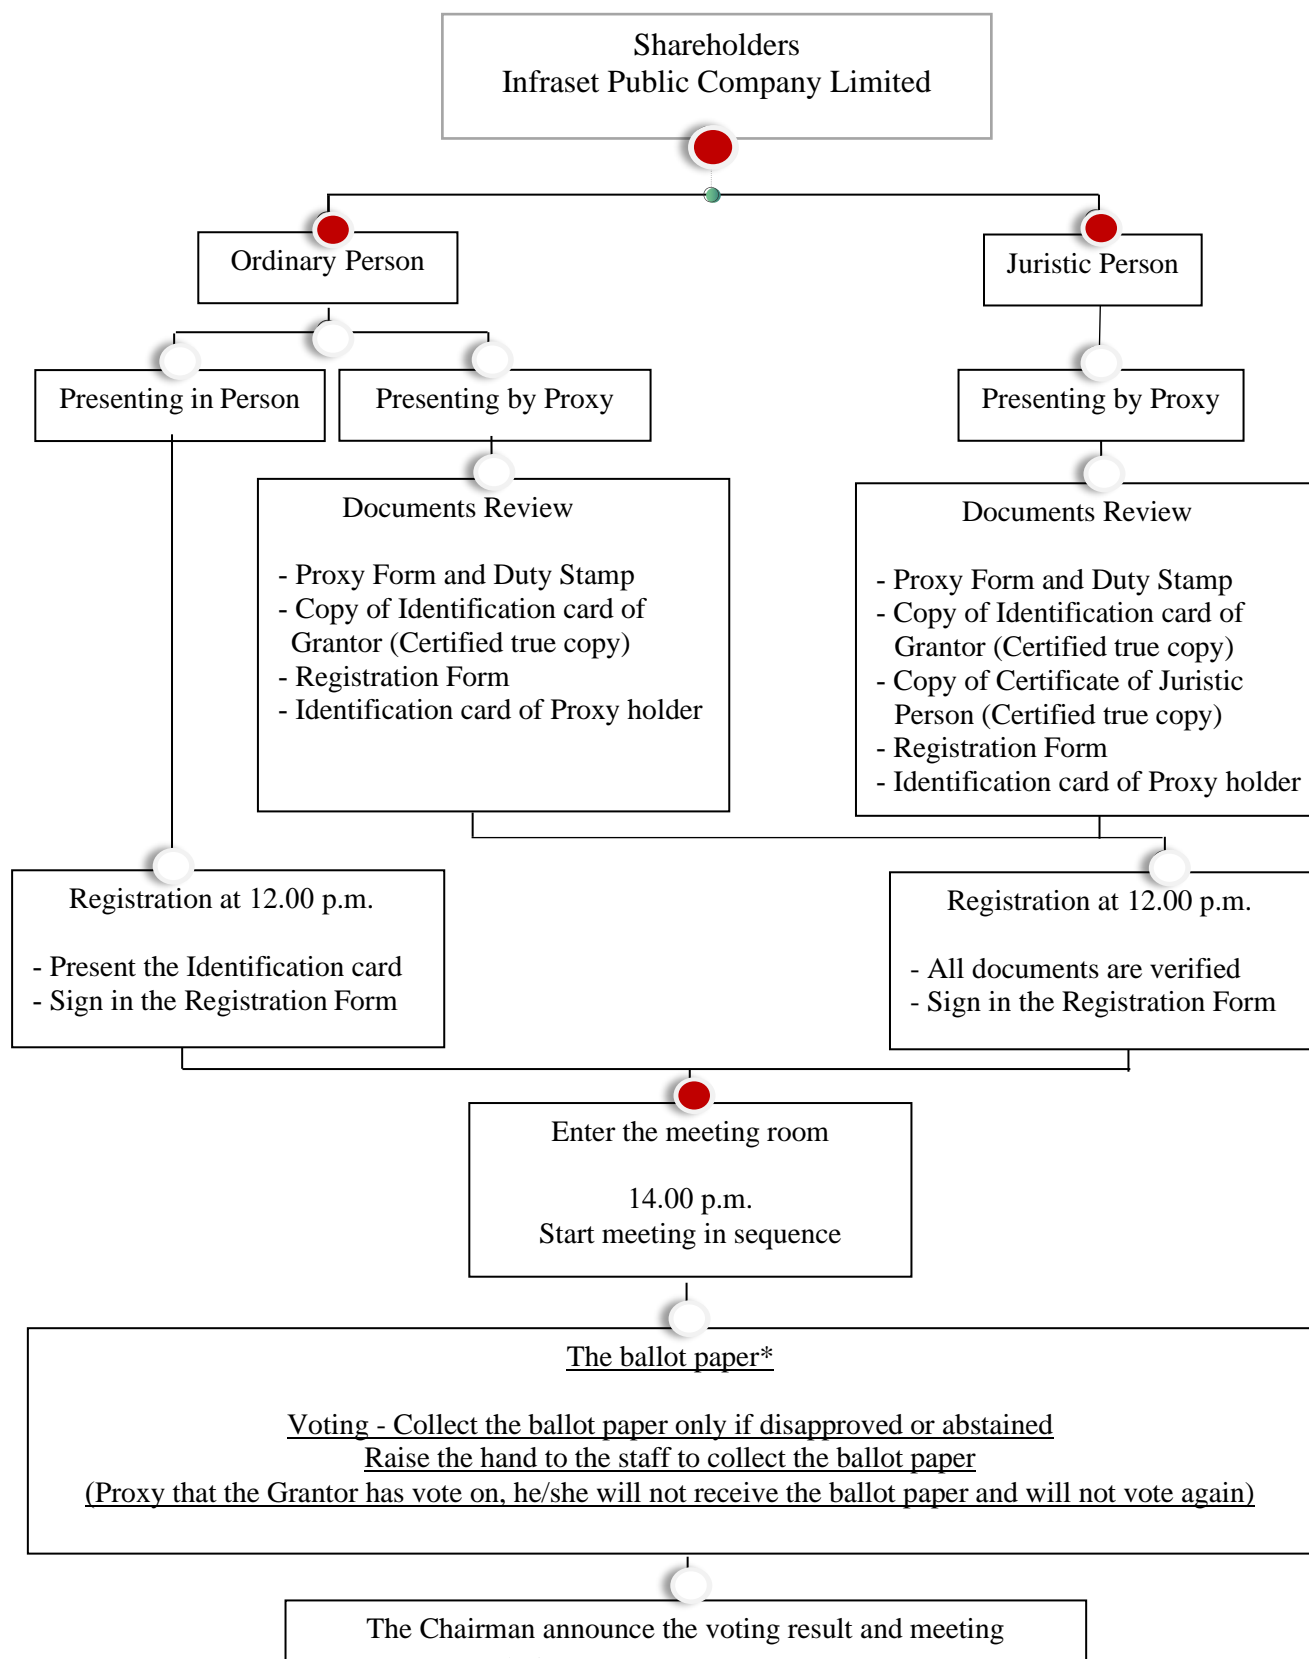 Shareholders
Infraset Public Company Limited
Ordinary Person
Juristic Person
Presenting in Person
Presenting by Proxy
Presenting by Proxy
Documents Review
- Proxy Form and Duty Stamp
- Copy of Identification card of
Grantor (Certified true copy)
- Registration Form
- Identification card of Proxy holder
Documents Review
- Proxy Form and Duty Stamp
- Copy of Identification card of
Grantor (Certified true copy)
- Copy of Certificate of Juristic
Person (Certified true copy)
- Registration Form
- Identification card of Proxy holder
Registration at 12.00 p.m.
- Present the Identification card
- Sign in the Registration Form
Registration at 12.00 p.m.
- All documents are verified
- Sign in the Registration Form
Enter the meeting room
14.00 p.m.
Start meeting in sequence
The ballot paper*
Voting - Collect the ballot paper only if disapproved or abstained
Raise the hand to the staff to collect the ballot paper
(Proxy that the Grantor has vote on, he/she will not receive the ballot paper and will not vote again)
The Chairman announce the voting result and meeting